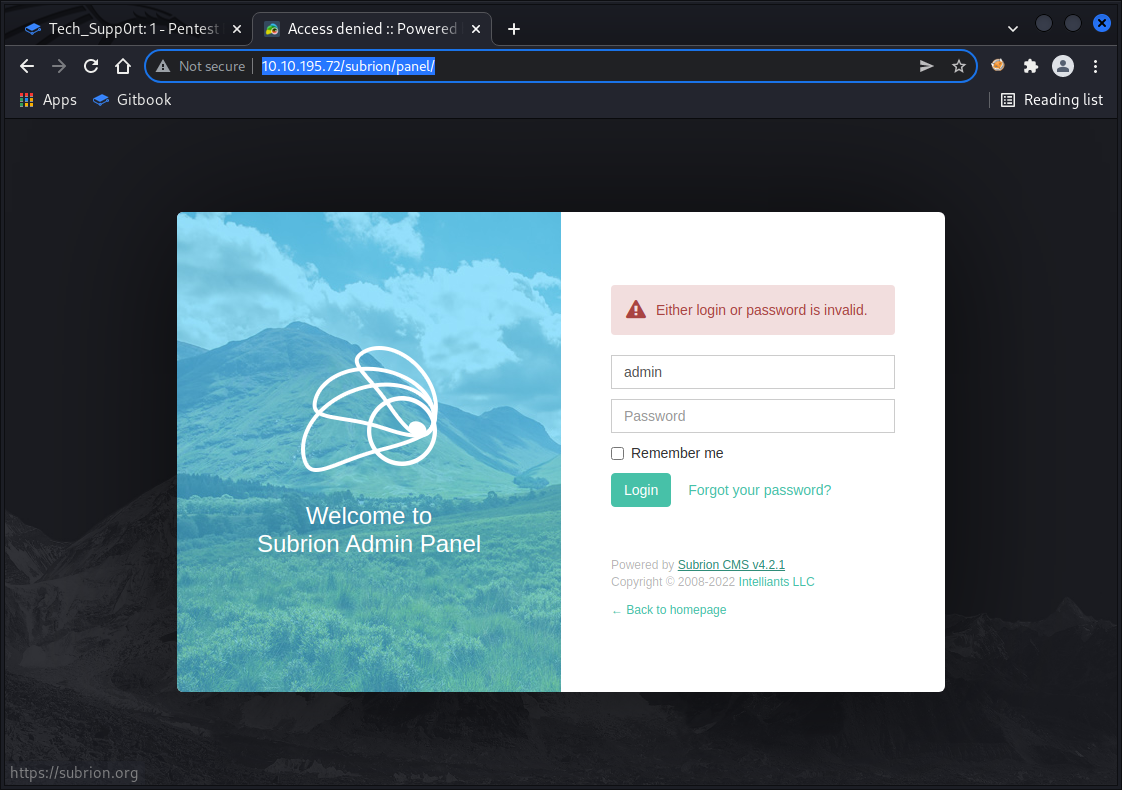 Tech_Supp0rt: 1 - Pentest
Access denied :: Powered
Not secure
10.10.195.72/subrion/panel/
Apps
Gitbook
Reading list
Either login or password is invalid.
admin
Password
Remember me
Login
Forgot your password?
Welcome to
Subrion Admin Panel
Powered by Subrion CMS v4.2.1
Copyright © 2008-2022 Intelliants LLC
← Back to homepage
https://subrion.org